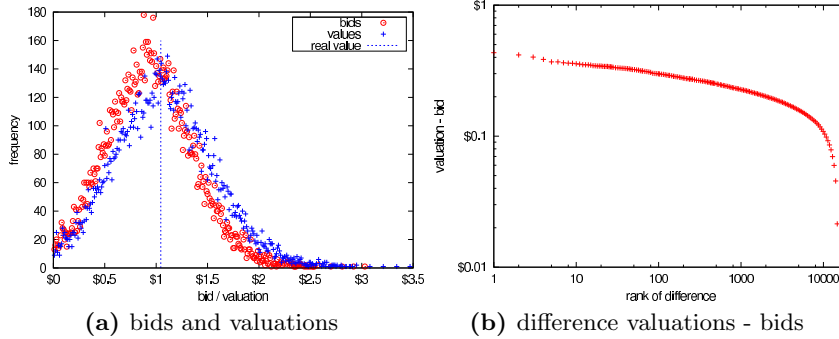 bids
values
real value
180
160
140
120
100
80
60
40
20
0
frequency
$0
$0.5
$1
$1.5
$2
$2.5
$3
$3.5
bid / valuation
(a) bids and valuations
$1
$0.1
$0.01
valuation - bid
1
10
100
1000
10000
rank of difference
(b) difference valuations - bids